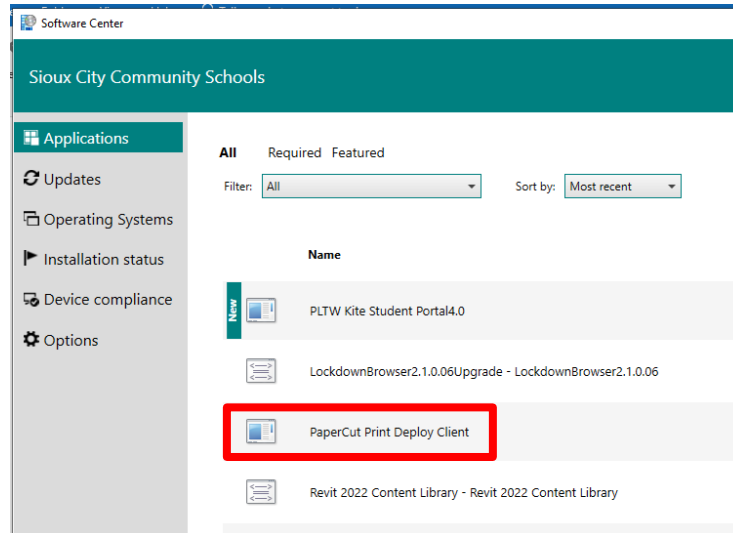 Software Center
Sioux City Community Schools
Applications
Updates
Operating Systems
Installation status
Device compliance
Options
All Required Featured
Filter: All Sort by: Most recent
Name
New
PLTW Kite Student Portal4.0
LockdownBrowser2.1.0.06Upgrade - LockdownBrowser2.1.0.06
PaperCut Print Deploy Client
Revit 2022 Content Library - Revit 2022 Content Library